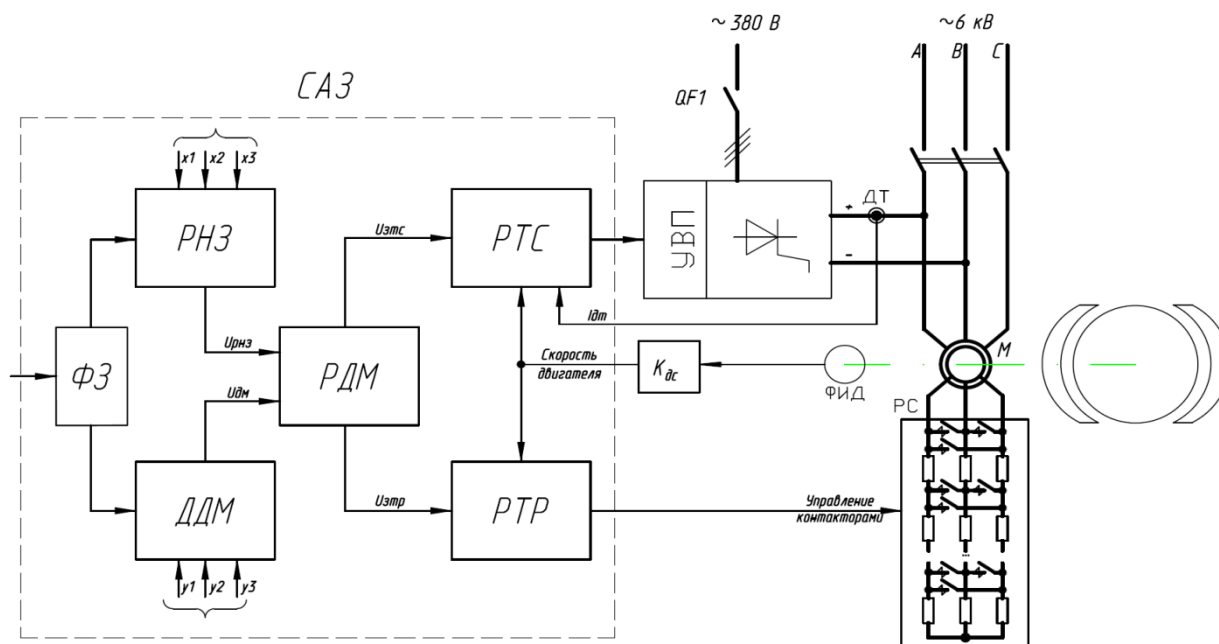 ~ 380 В
~6 кВ
А
В
С
САЗ
QF1
x1
x2
x3
РНЗ
Uзтс
РТС
УВП
+
-
ДТ
Iдт
Uрнз
ФЗ
РДМ
Скорость
двигателя
Kдс
ФИД
М
Uдм
РС
ДДМ
Uзтр
РТР
Управление
контакторами
...
y1
y2
y3